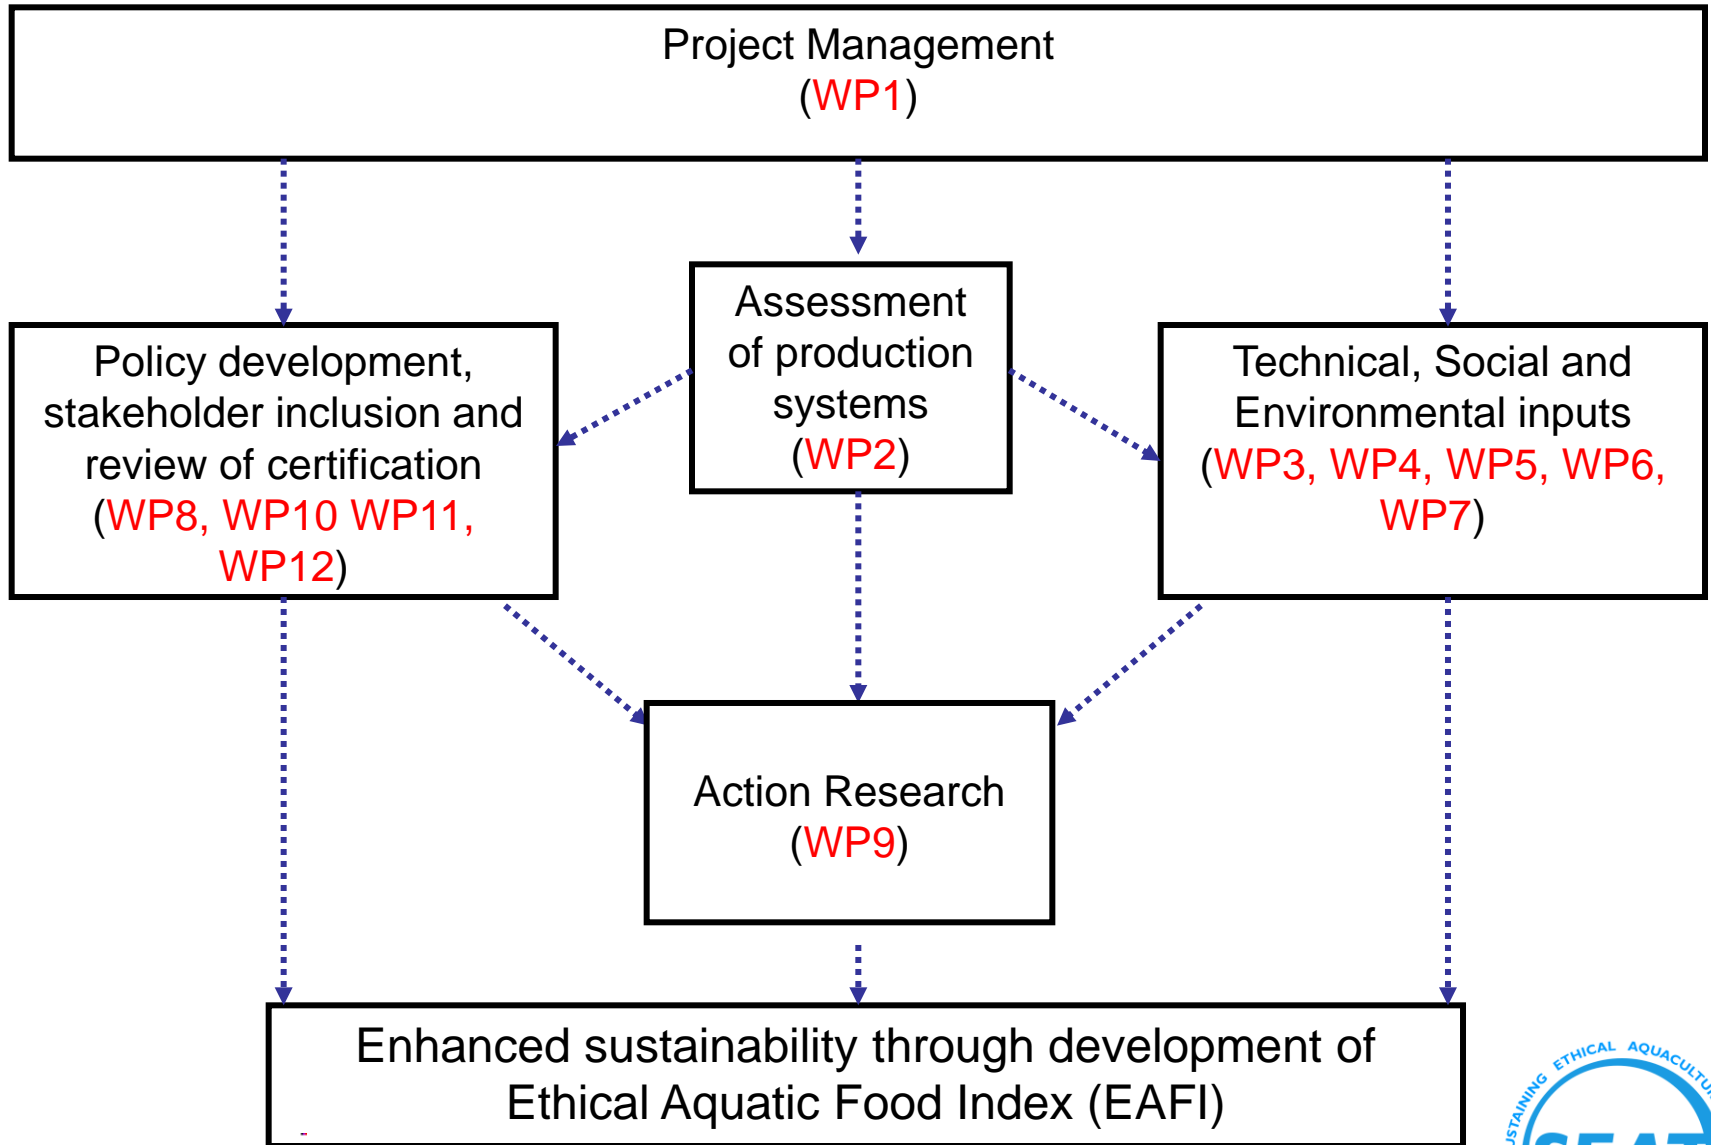 Project Management
(WP1)
Assessment
of production
systems
(WP2)
Policy development,
stakeholder inclusion and
review of certification
(WP8, WP10 WP11,
WP12)
Technical, Social and
Environmental inputs
(WP3, WP4, WP5, WP6,
WP7)
Action Research
(WP9)
Enhanced sustainability through development of
Ethical Aquatic Food Index (EAFI)
ETHICAL